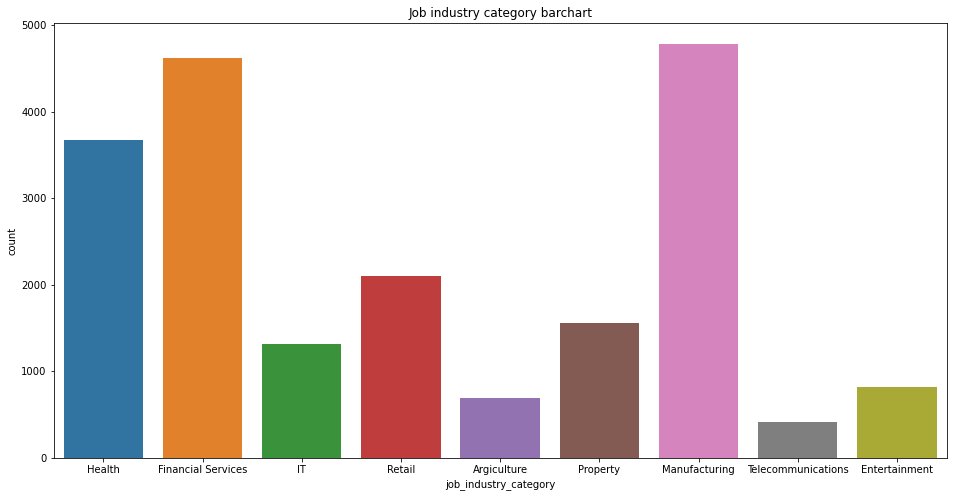 Job industry category barchart
5000
4000
3000
2000
1000
0
count
Health Financial Services IT Retail Argiculture Property Manufacturing Telecommunications Entertainment
job_industry_category